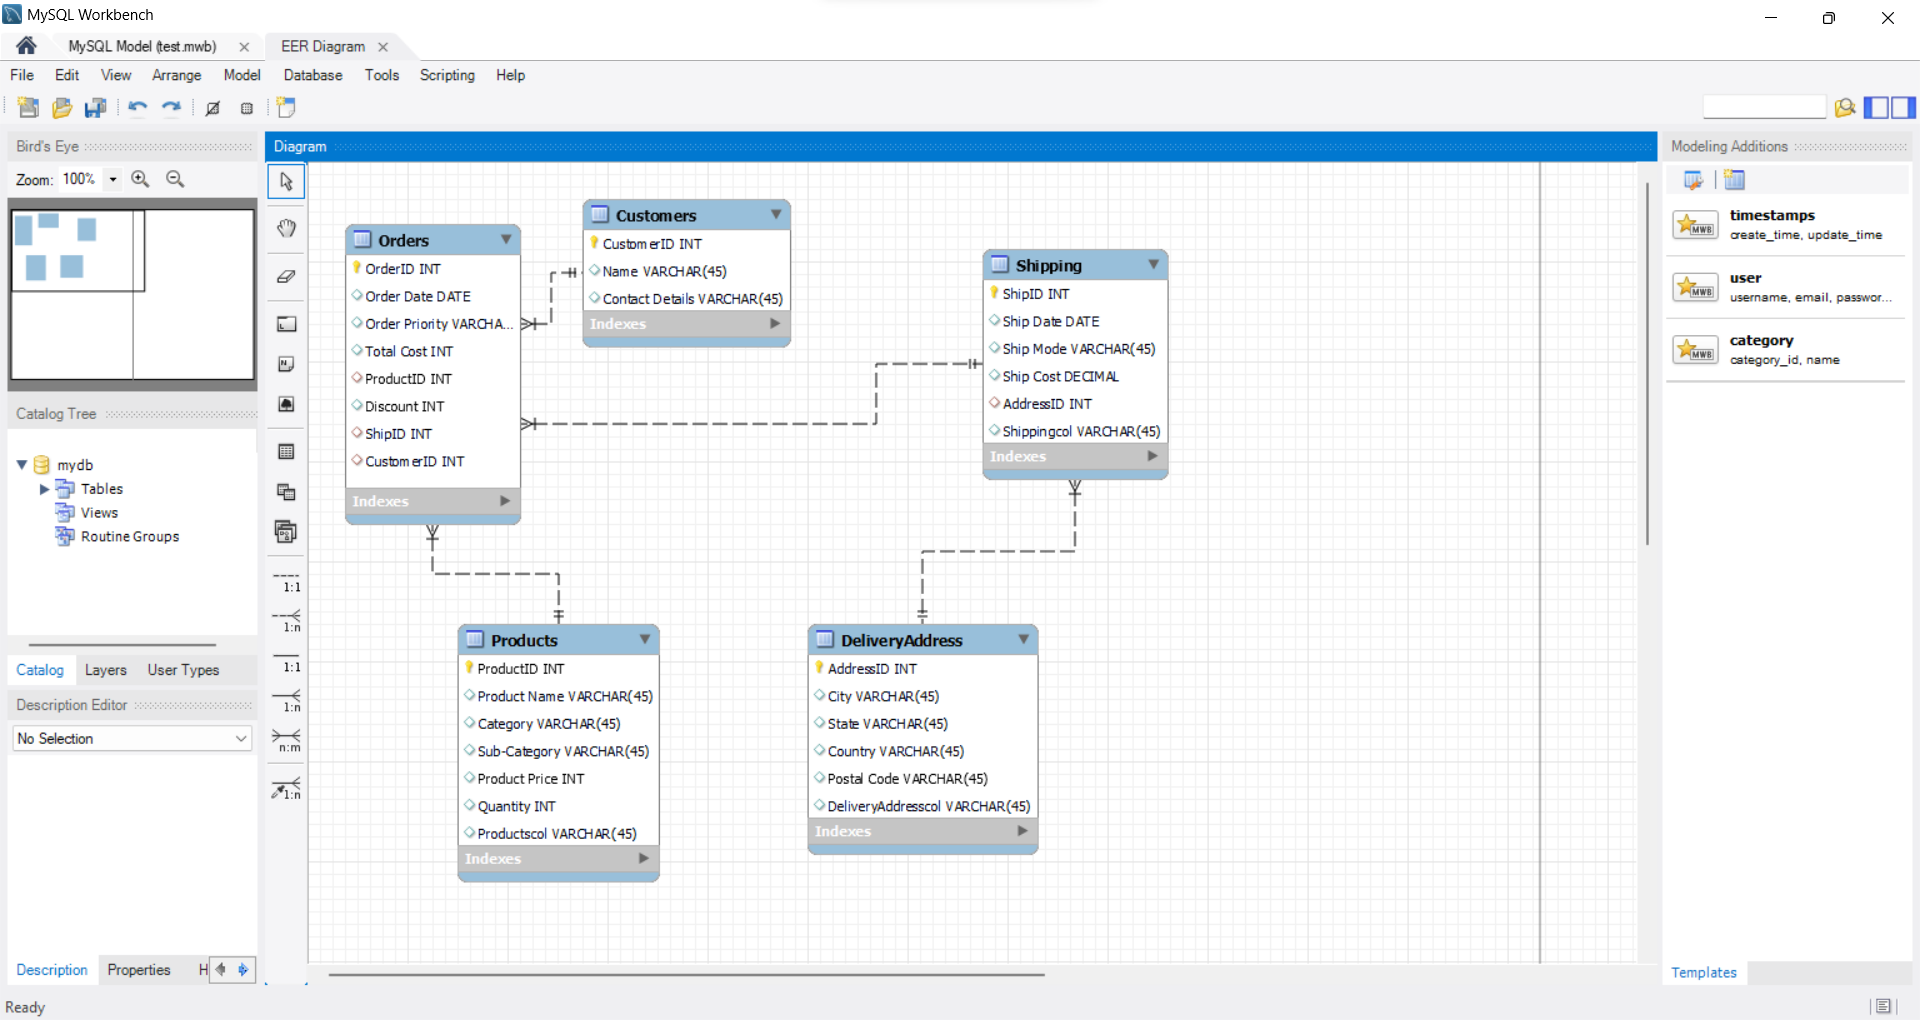 MySQL Workbench
MySQL Model (test.mwb)
EER Diagram
File Edit View Arrange Model Database Tools Scripting Help
Bird's Eye
Zoom: 100%
Catalog Tree
mydb
Tables
Views
Routine Groups
Catalog Layers User Types
Description Editor
No Selection
Description Properties H
Ready
Diagram
1:1
1:n
1:1
1:n
n:m
1:n
Orders
OrderID INT
Order Date DATE
Order Priority VARCHA...
Total Cost INT
ProductID INT
Discount INT
ShipID INT
CustomerID INT
Indexes
Customers
CustomerID INT
Name VARCHAR(45)
Contact Details VARCHAR(45)
Indexes
Shipping
ShipID INT
Ship Date DATE
Ship Mode VARCHAR(45)
Ship Cost DECIMAL
AddressID INT
Shippingcol VARCHAR(45)
Indexes
Products
ProductID INT
Product Name VARCHAR(45)
Category VARCHAR(45)
Sub-Category VARCHAR(45)
Product Price INT
Quantity INT
Productscol VARCHAR(45)
Indexes
DeliveryAddress
AddressID INT
City VARCHAR(45)
State VARCHAR(45)
Country VARCHAR(45)
Postal Code VARCHAR(45)
DeliveryAddresscol VARCHAR(45)
Indexes
Modeling Additions
MWB
timestamps
create_time, update_time
MWB
user
username, email, passwor...
MWB
category
category_id, name
Templates